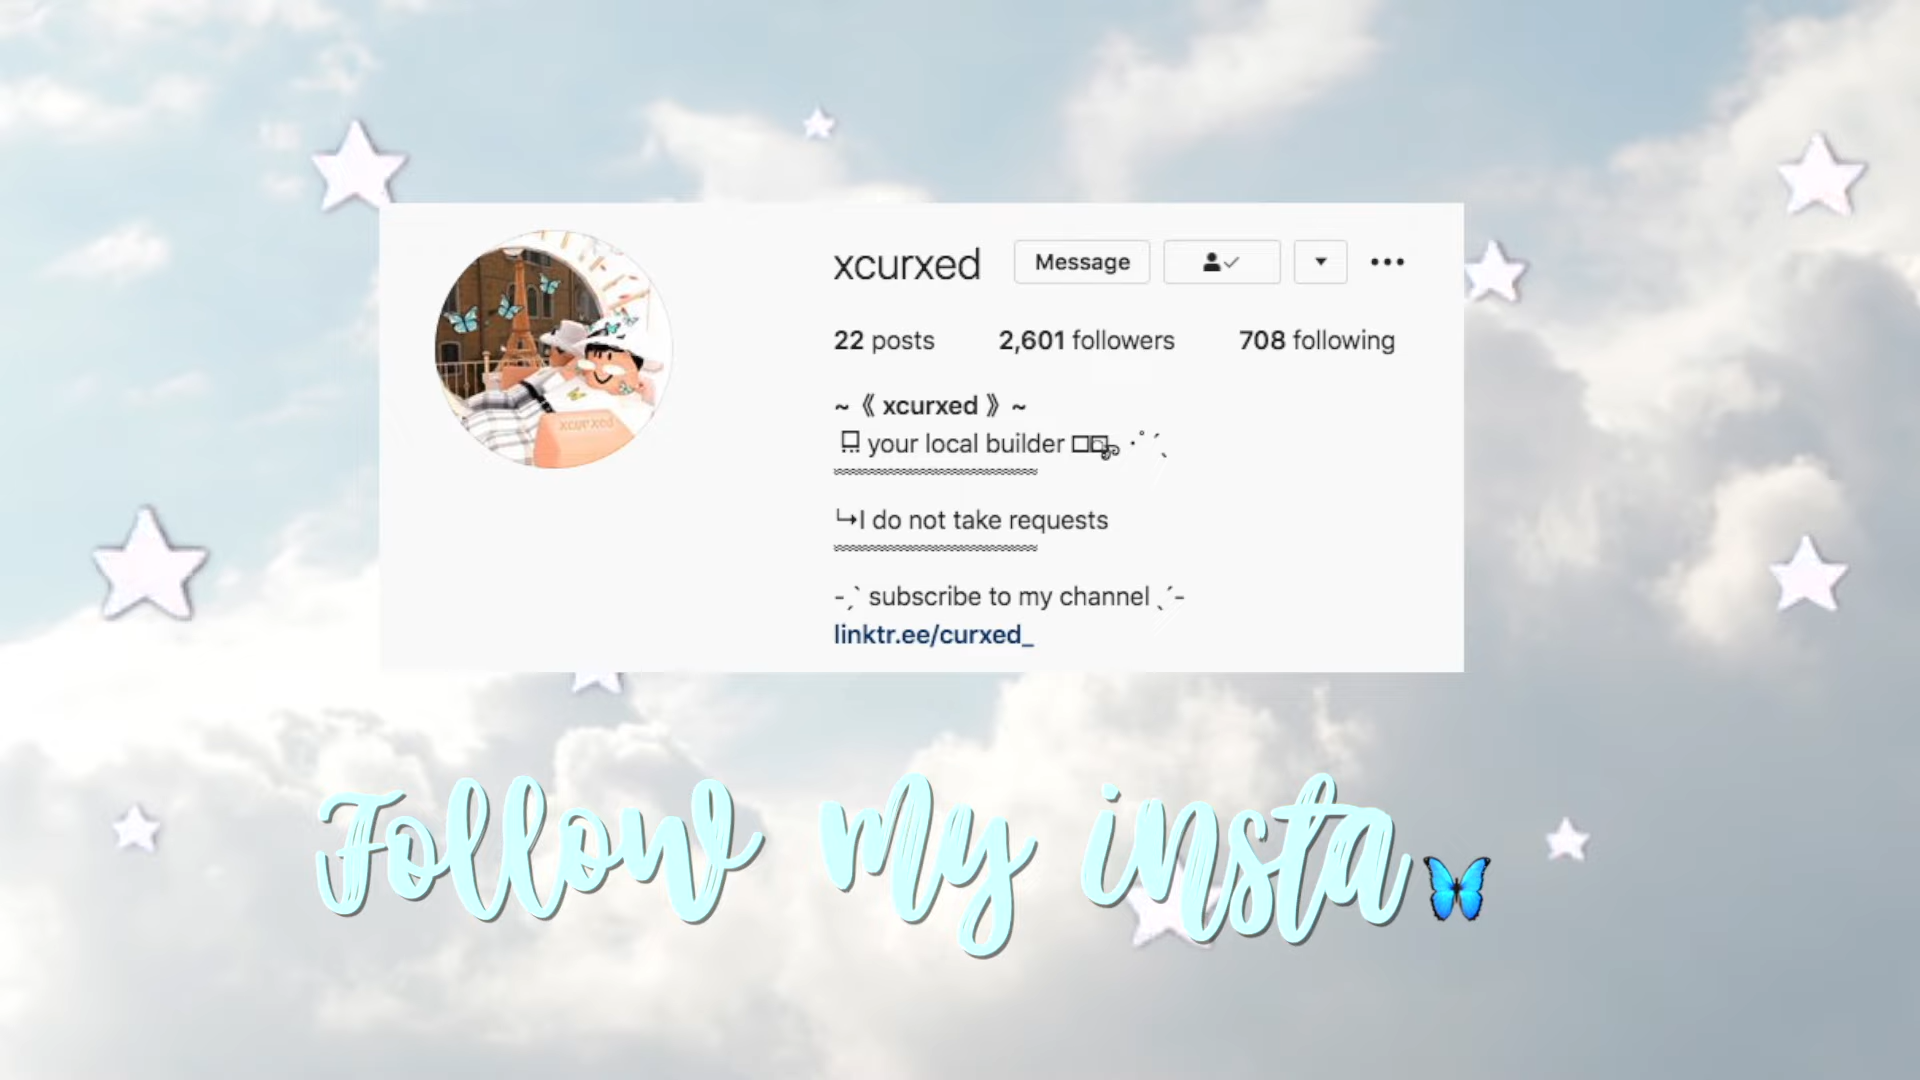 xcurxed Message
22 posts 2,601 followers 708 following
~《 xcurxed 》~
your local builder
↳I do not take requests
-ˏˋ subscribe to my channel ˎˊ-
linktr.ee/curxed_
xcurxed
Follow my insta